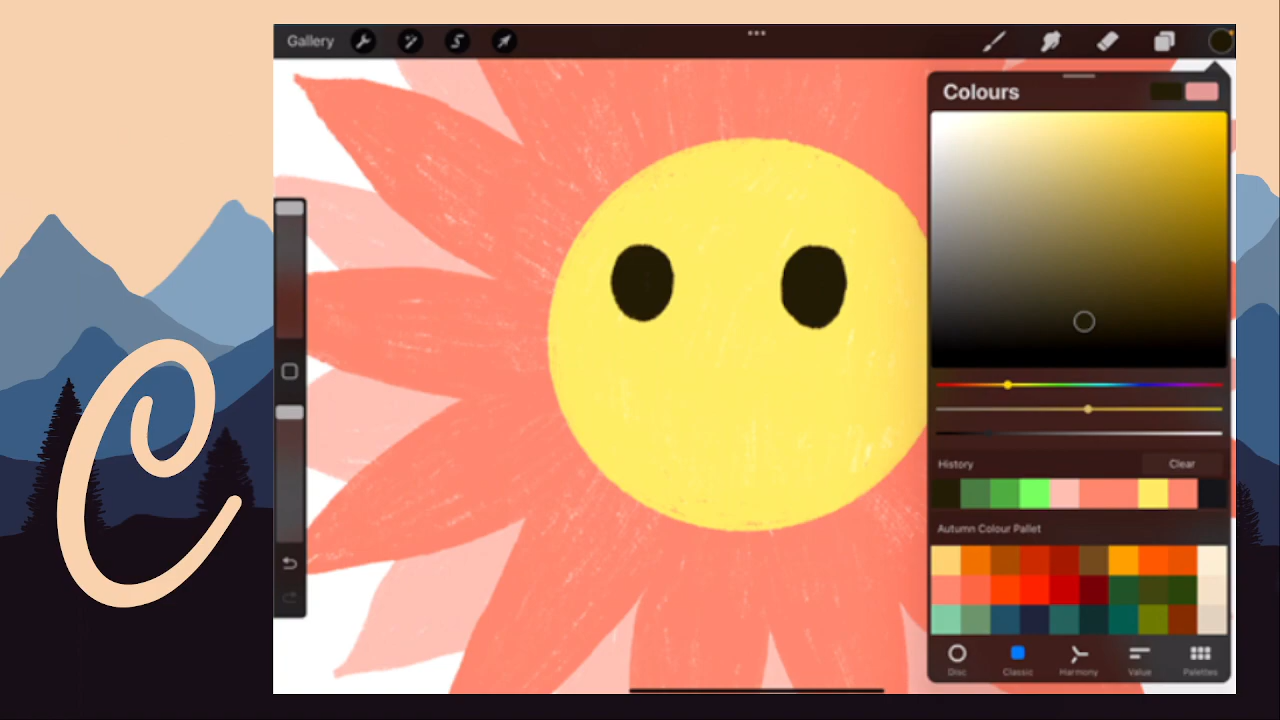 Gallery
Colours
History
Clear
Autumn Colour Pallet
Disc
Classic
Harmony
Value
Palettes
C